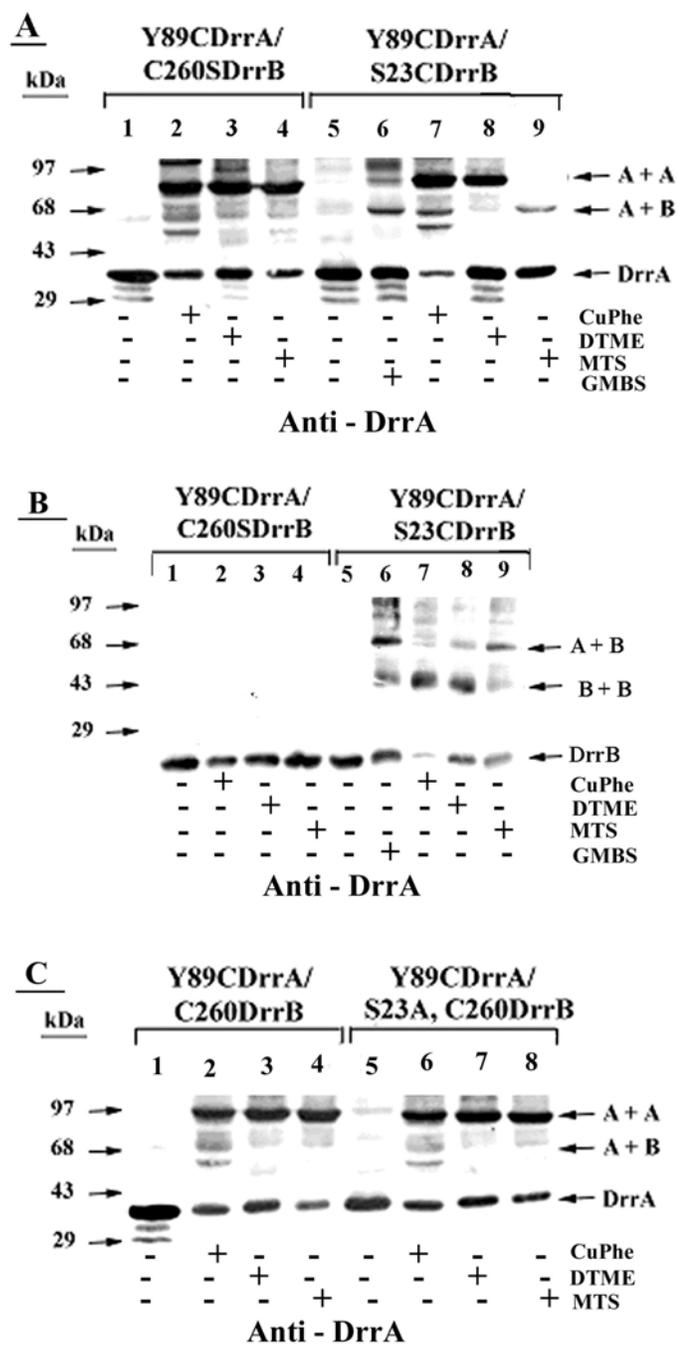 A
Y89CDrrA/ Y89CDrrA/
C260SDrrB S23CDrrB
kDa
1 2 3 4 5 6 7 8 9
97 A + A
68 A + B
43
DrrA
29
- + - - - - + - - CuPhe
- - + - - - - + - DTME
- - - + - - - - + MTS
- - - - - + - - - GMBS
Anti - DrrA
B
Y89CDrrA/ Y89CDrrA/
C260SDrrB S23CDrrB
kDa
1 2 3 4 5 6 7 8 9
97
68 A + B
43 B + B
29
DrrB
- + - - - - + - - CuPhe
- - + - - - - + - DTME
- - - + - - - - + MTS
- - - - - + - - - GMBS
Anti - DrrA
C
Y89CDrrA/ Y89CDrrA/
C260DrrB S23A, C260DrrB
kDa
1 2 3 4 5 6 7 8
97 A + A
68 A + B
43 DrrA
29
- + - - - + - - CuPhe
- - + - - - + - DTME
- - - + - - - + MTS
Anti - DrrA